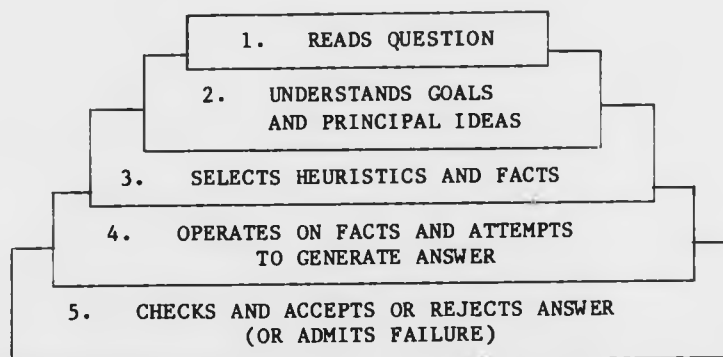 1. READS QUESTION
2. UNDERSTANDS GOALS
AND PRINCIPAL IDEAS
3. SELECTS HEURISTICS AND FACTS
4. OPERATES ON FACTS AND ATTEMPTS
TO GENERATE ANSWER
5. CHECKS AND ACCEPTS OR REJECTS ANSWER
(OR ADMITS FAILURE)